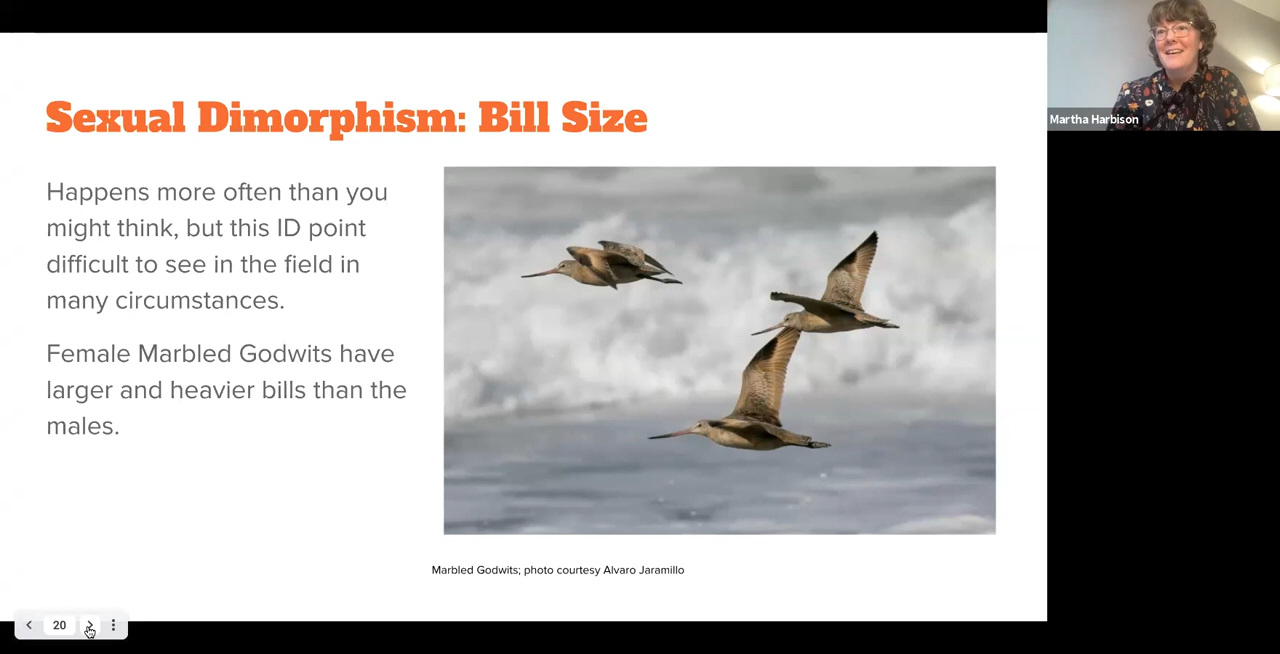 Sexual Dimorphism: Bill Size
Happens more often than you
might think, but this ID point
difficult to see in the field in
many circumstances.
Female Marbled Godwits have
larger and heavier bills than the
males.
Marbled Godwits; photo courtesy Alvaro Jaramillo
20
Martha Harbison